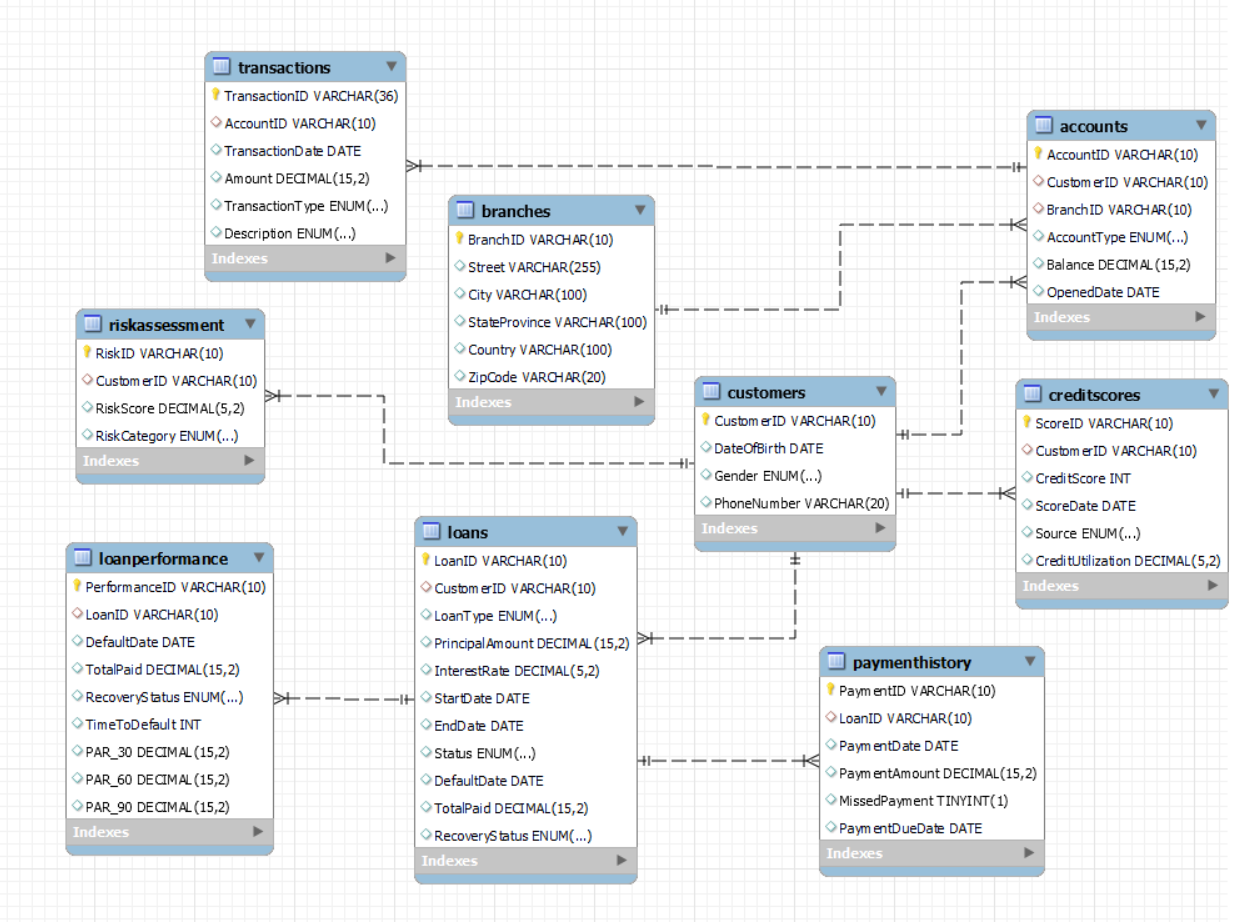 transactions
TransactionID VARCHAR(36)
AccountID VARCHAR(10)
TransactionDate DATE
Amount DECIMAL(15,2)
TransactionType ENUM(...)
Description ENUM(...)
Indexes
accounts
AccountID VARCHAR(10)
CustomerID VARCHAR(10)
BranchID VARCHAR(10)
AccountType ENUM(...)
Balance DECIMAL(15,2)
OpenedDate DATE
Indexes
branches
BranchID VARCHAR(10)
Street VARCHAR(255)
City VARCHAR(100)
StateProvince VARCHAR(100)
Country VARCHAR(100)
ZipCode VARCHAR(20)
Indexes
riskassessment
RiskID VARCHAR(10)
CustomerID VARCHAR(10)
RiskScore DECIMAL(5,2)
RiskCategory ENUM(...)
Indexes
customers
CustomerID VARCHAR(10)
DateOfBirth DATE
Gender ENUM(...)
PhoneNumber VARCHAR(20)
Indexes
creditscores
ScoreID VARCHAR(10)
CustomerID VARCHAR(10)
CreditScore INT
ScoreDate DATE
Source ENUM(...)
CreditUtilization DECIMAL(5,2)
Indexes
loanperformance
PerformanceID VARCHAR(10)
LoanID VARCHAR(10)
DefaultDate DATE
TotalPaid DECIMAL(15,2)
RecoveryStatus ENUM(...)
TimeToDefault INT
PAR_30 DECIMAL(15,2)
PAR_60 DECIMAL(15,2)
PAR_90 DECIMAL(15,2)
Indexes
loans
LoanID VARCHAR(10)
CustomerID VARCHAR(10)
LoanType ENUM(...)
PrincipalAmount DECIMAL(15,2)
InterestRate DECIMAL(5,2)
StartDate DATE
EndDate DATE
Status ENUM(...)
DefaultDate DATE
TotalPaid DECIMAL(15,2)
RecoveryStatus ENUM(...)
Indexes
paymenthistory
PaymentID VARCHAR(10)
LoanID VARCHAR(10)
PaymentDate DATE
PaymentAmount DECIMAL(15,2)
MissedPayment TINYINT(1)
PaymentDueDate DATE
Indexes